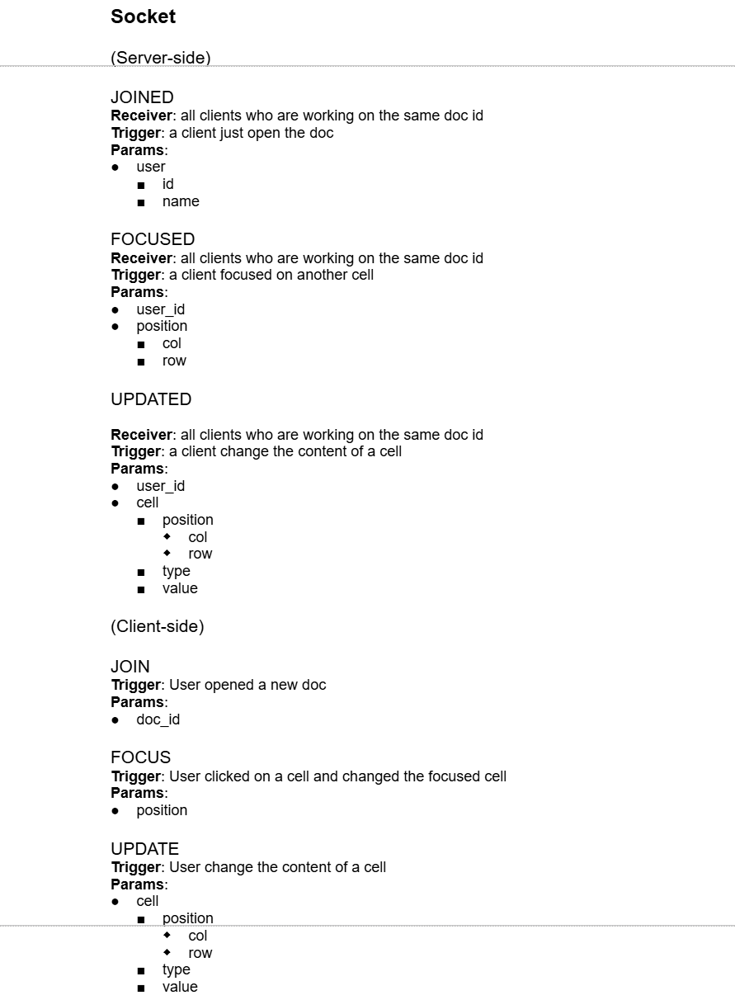 Socket
(Server-side)
JOINED
Receiver: all clients who are working on the same doc id
Trigger: a client just open the doc
Params:
● user
■ id
■ name
FOCUSED
Receiver: all clients who are working on the same doc id
Trigger: a client focused on another cell
Params:
● user_id
● position
■ col
■ row
UPDATED
Receiver: all clients who are working on the same doc id
Trigger: a client change the content of a cell
Params:
● user_id
● cell
■ position
◆ col
◆ row
■ type
■ value
(Client-side)
JOIN
Trigger: User opened a new doc
Params:
● doc_id
FOCUS
Trigger: User clicked on a cell and changed the focused cell
Params:
● position
UPDATE
Trigger: User change the content of a cell
Params:
● cell
■ position
◆ col
◆ row
■ type
■ value